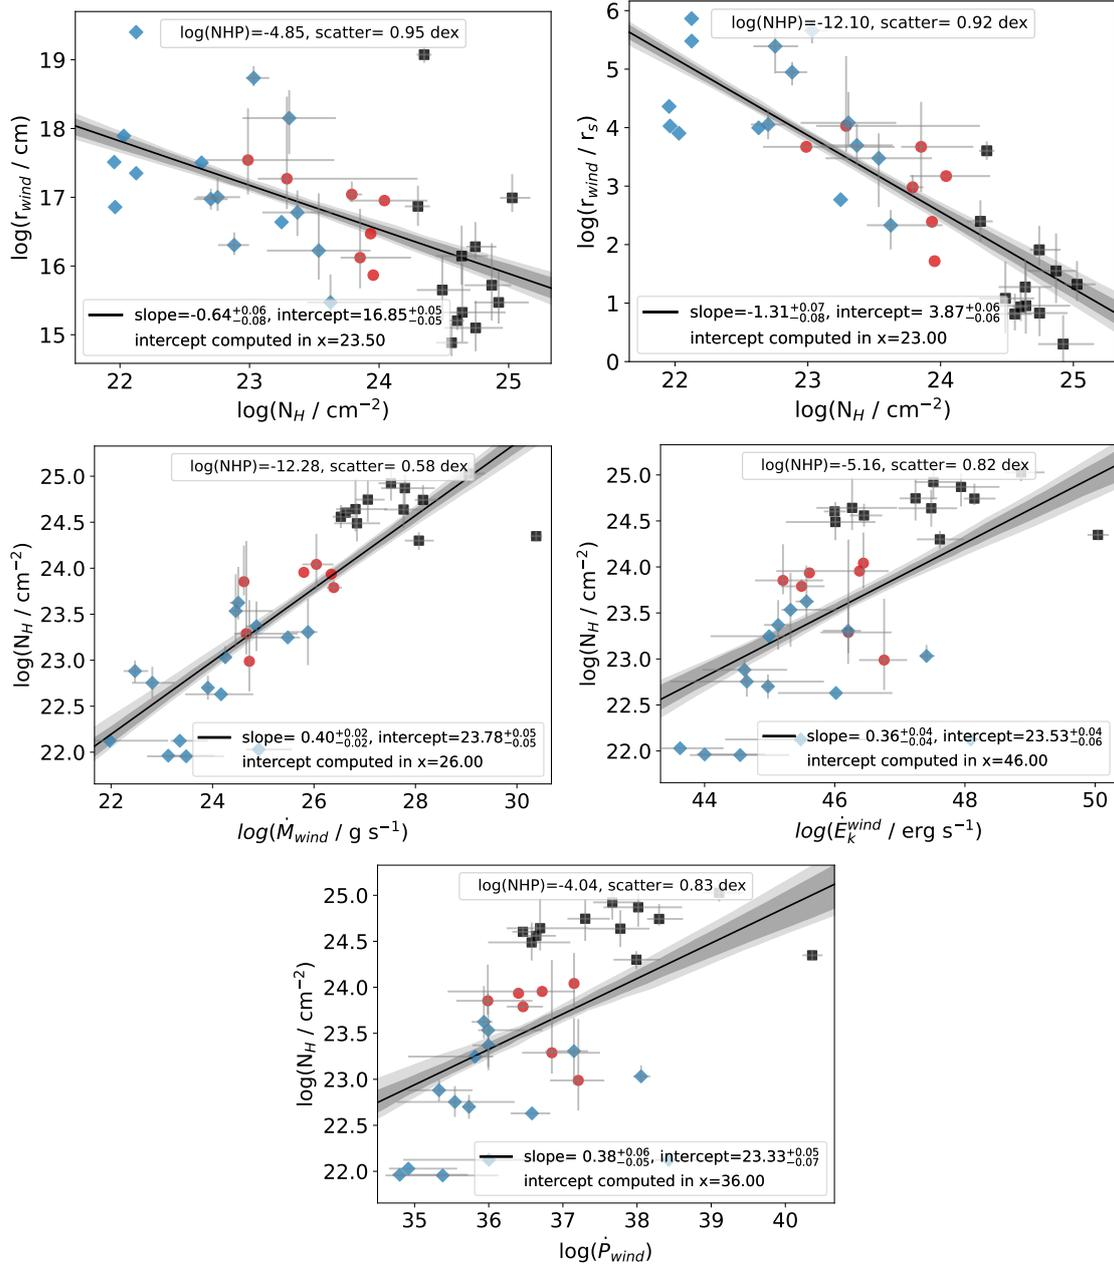 log(NHP)=-4.85, scatter= 0.95 dex
19
18
17
16
15
log(r_wind / cm)
slope=-0.64^{+0.06}_{-0.08}, intercept=16.85^{+0.05}_{-0.05}
intercept computed in x=23.50
22 23 24 25
log(N_H / cm^{-2})
log(NHP)=-12.10, scatter= 0.92 dex
6
5
4
3
2
1
0
log(r_wind / r_s)
slope=-1.31^{+0.07}_{-0.08}, intercept= 3.87^{+0.06}_{-0.06}
intercept computed in x=23.00
22 23 24 25
log(N_H / cm^{-2})
log(NHP)=-12.28, scatter= 0.58 dex
25.0
24.5
24.0
23.5
23.0
22.5
22.0
log(N_H / cm^{-2})
slope= 0.40^{+0.02}_{-0.02}, intercept=23.78^{+0.05}_{-0.05}
intercept computed in x=26.00
22 24 26 28 30
log(Ṁ_wind / g s^{-1})
log(NHP)=-5.16, scatter= 0.82 dex
25.0
24.5
24.0
23.5
23.0
22.5
22.0
log(N_H / cm^{-2})
slope= 0.36^{+0.04}_{-0.04}, intercept=23.53^{+0.04}_{-0.06}
intercept computed in x=46.00
44 46 48 50
log(Ė_k^{wind} / erg s^{-1})
log(NHP)=-4.04, scatter= 0.83 dex
25.0
24.5
24.0
23.5
23.0
22.5
22.0
log(N_H / cm^{-2})
slope= 0.38^{+0.06}_{-0.05}, intercept=23.33^{+0.05}_{-0.07}
intercept computed in x=36.00
35 36 37 38 39 40
log(Ṗ_wind)